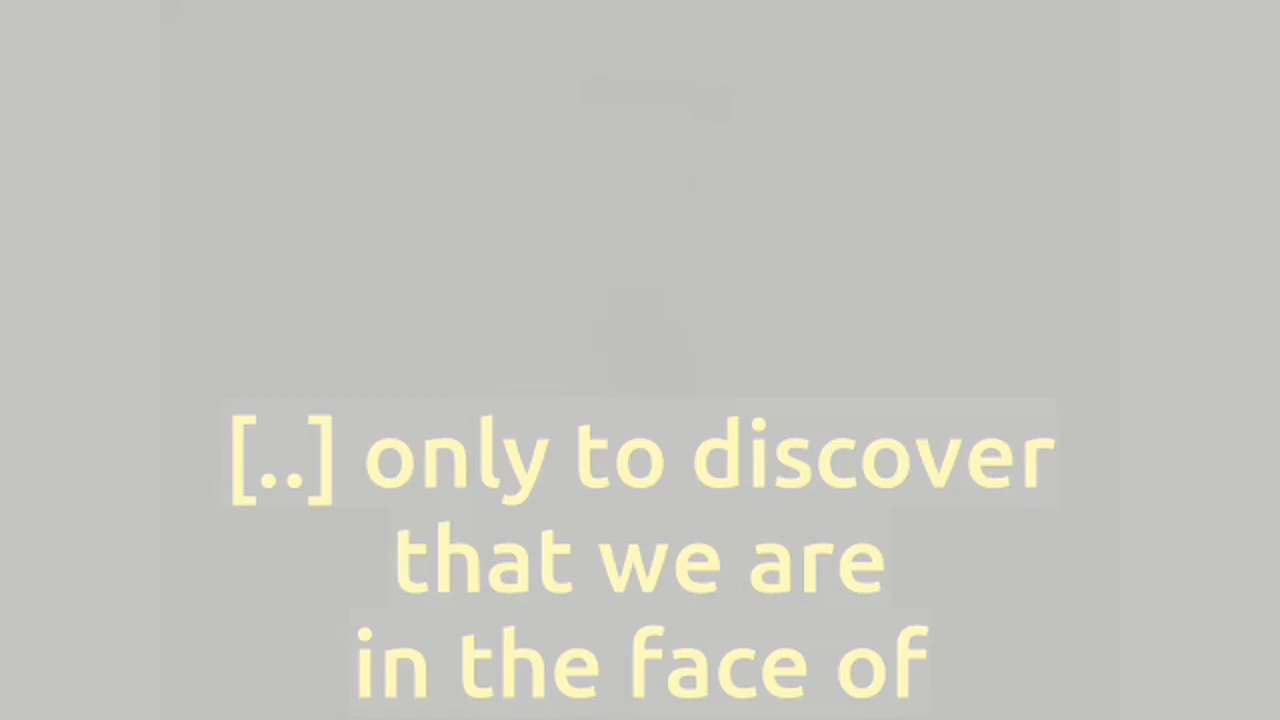 [..] only to discover
that we are
in the face of